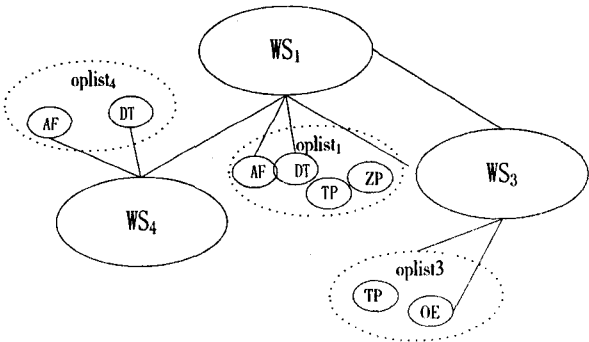 WS₁
oplist₄
AF
DT
oplist₁
AF
DT
TP
ZP
WS₃
WS₄
oplist3
TP
OE